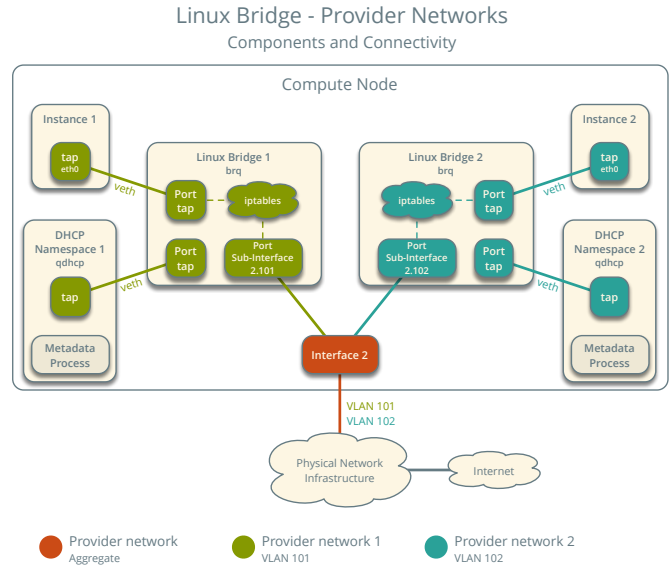 Linux Bridge - Provider Networks
Components and Connectivity
Compute Node
Instance 1
tap
eth0
veth
Linux Bridge 1
brq
Port
tap
iptables
Port
tap
Port
Sub-Interface
2.101
DHCP
Namespace 1
qdhcp
tap
veth
Metadata
Process
Linux Bridge 2
brq
iptables
Port
tap
Port
Sub-Interface
2.102
Port
tap
Instance 2
tap
eth0
veth
DHCP
Namespace 2
qdhcp
tap
veth
Metadata
Process
Interface 2
VLAN 101
VLAN 102
Physical Network
Infrastructure
Internet
Provider network
Aggregate
Provider network 1
VLAN 101
Provider network 2
VLAN 102